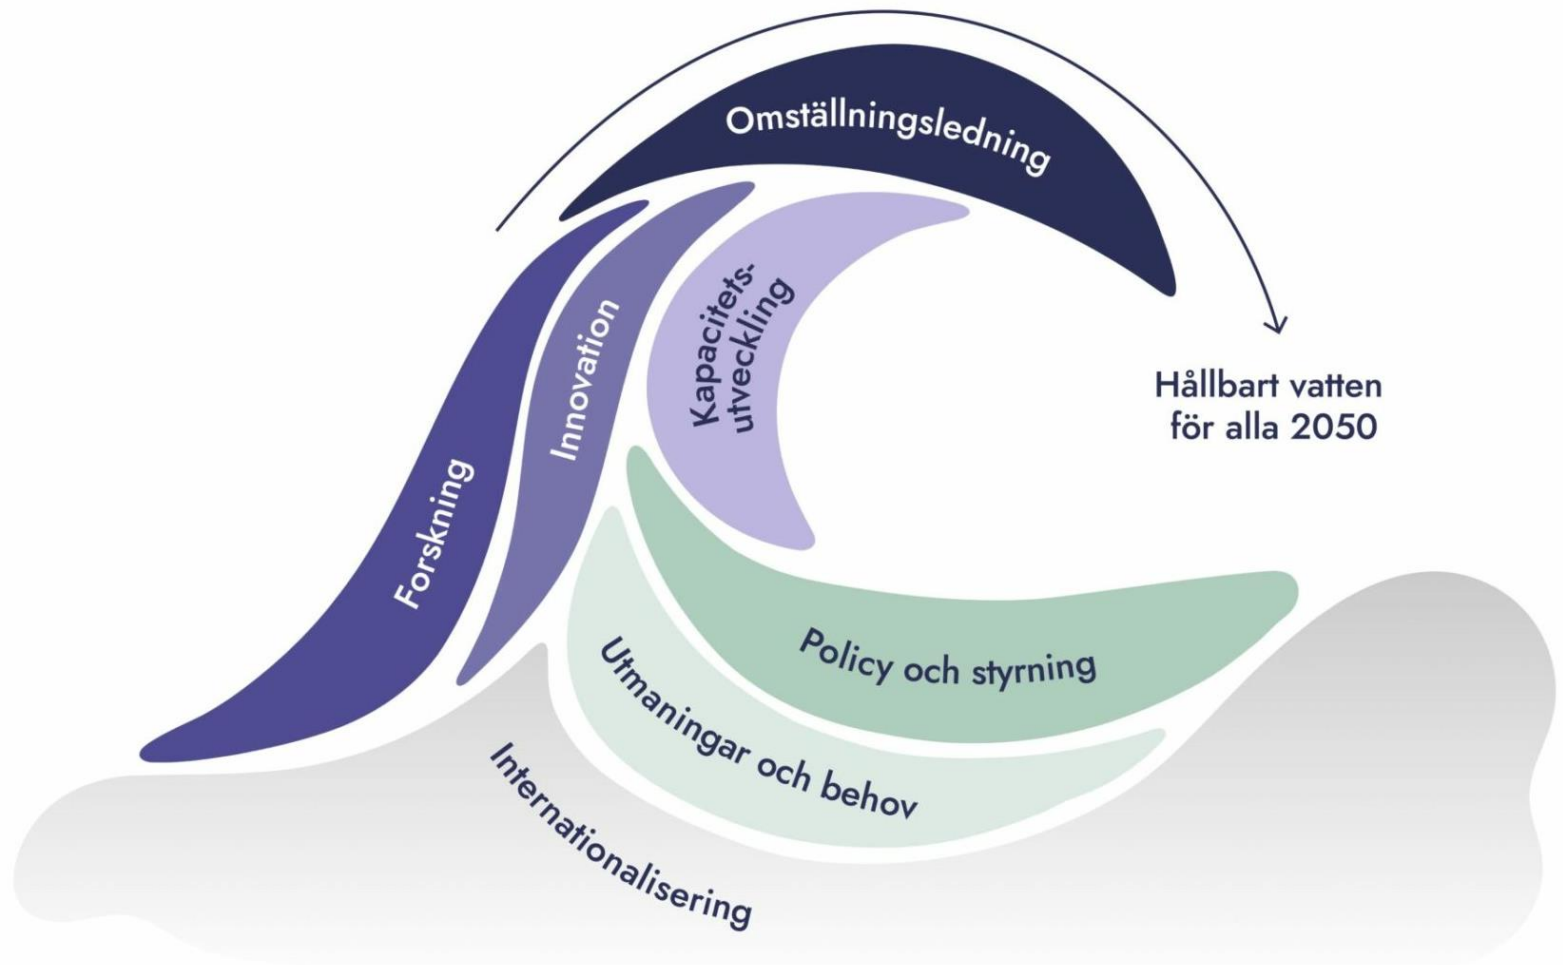 Omställningsledning
Kapacitets-
utveckling
Innovation
Forskning
Hållbart vatten
för alla 2050
Policy och styrning
Utmaningar och behov
Internationalisering